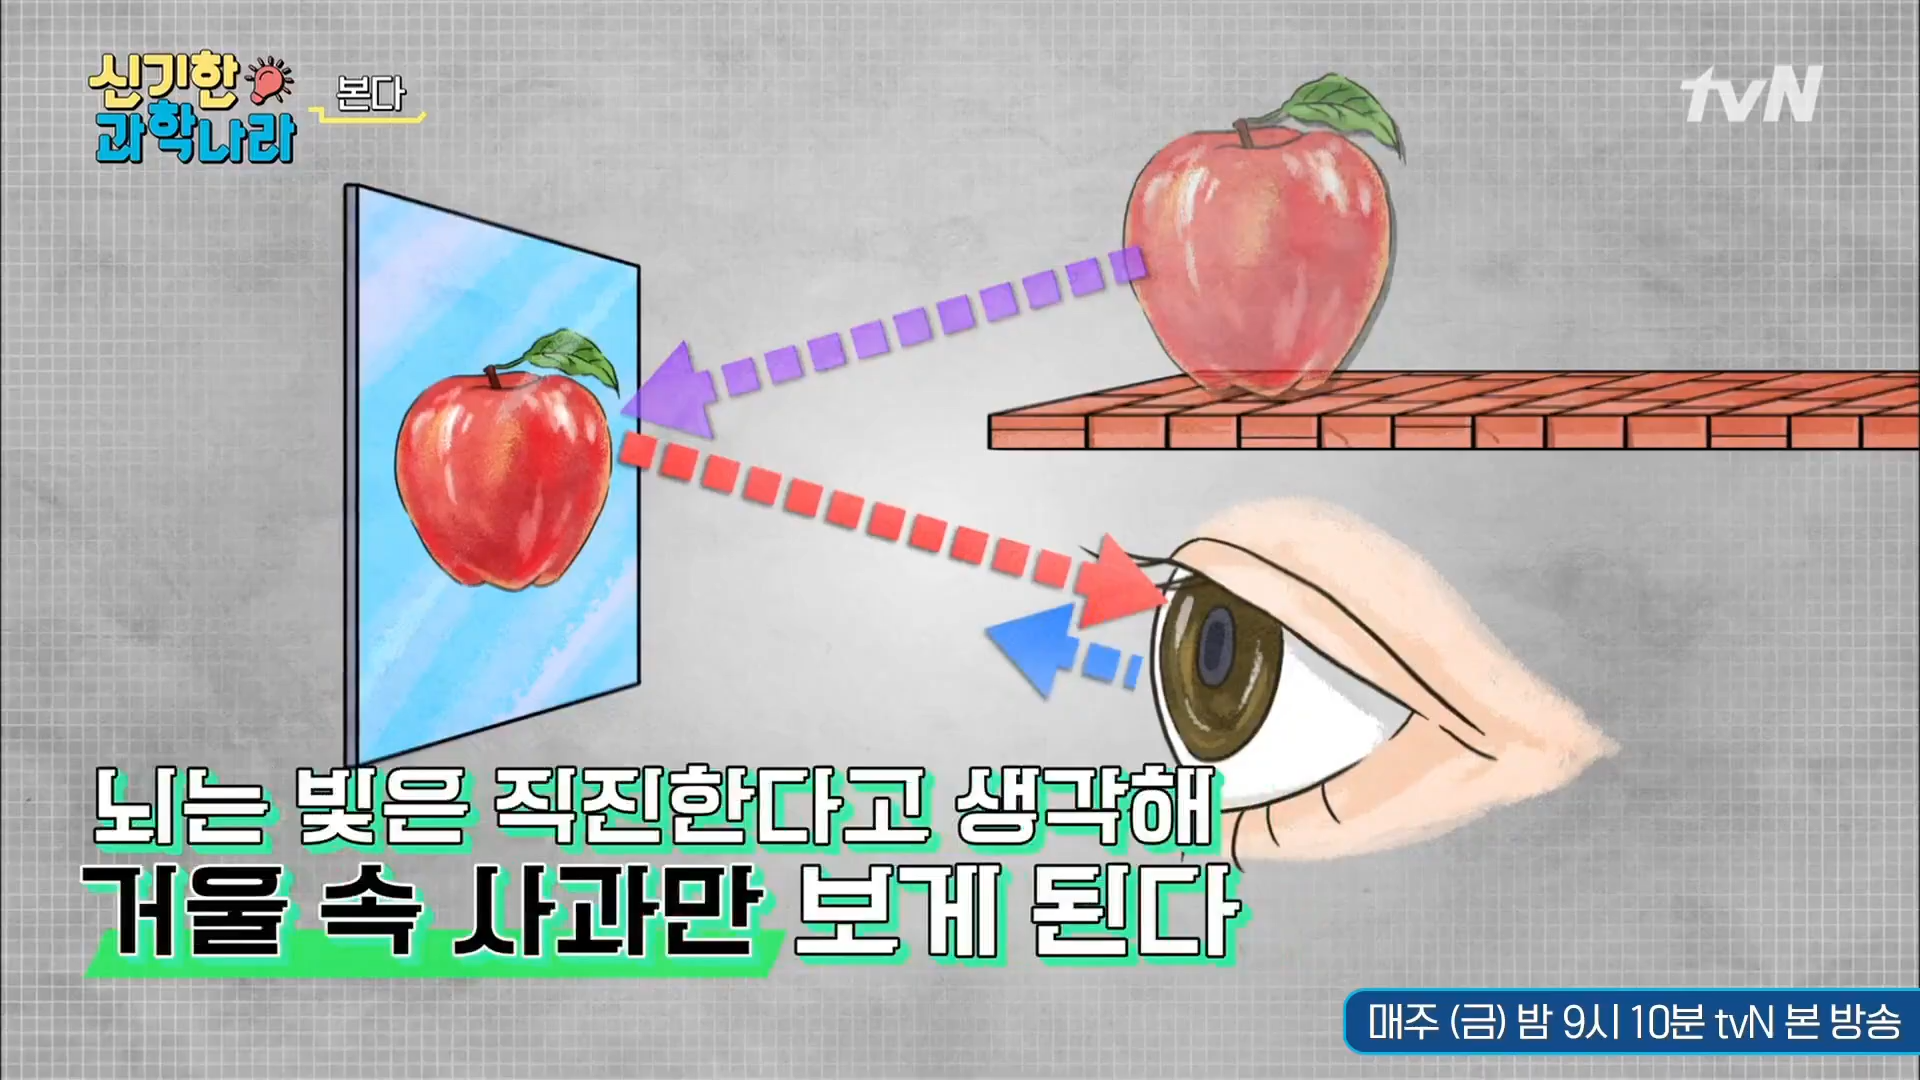 신기한
과학나라
본다
tvN
뇌는 빛은 직진한다고 생각해
거울 속 사과만 보게 된다
매주 (금) 밤 9시 10분 tvN 본 방송